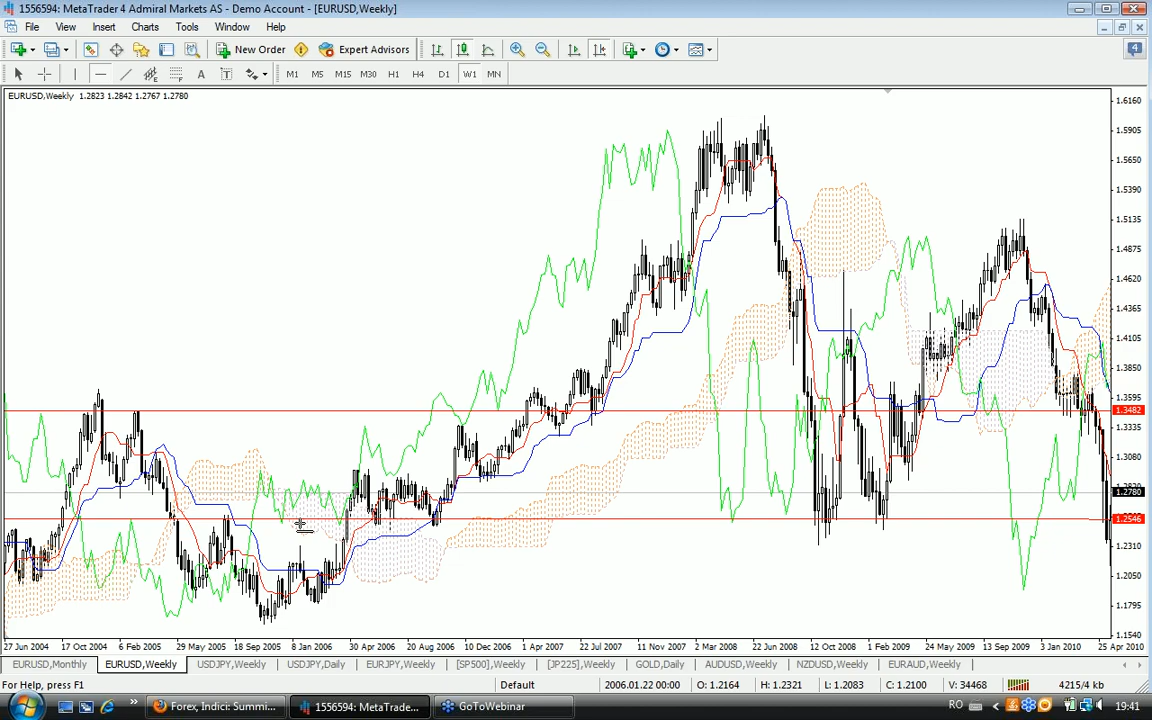 1556594: MetaTrader 4 Admiral Markets AS - Demo Account - [EURUSD,Weekly]
File View Insert Charts Tools Window Help
New Order Expert Advisors 4
A T M1 M5 M15 M30 H1 H4 D1 W1 MN
EURUSD,Weekly 1.2823 1.2842 1.2767 1.2780
1.6160
1.5905
1.5650
1.5390
1.5135
1.4875
1.4620
1.4365
1.4105
1.3850
1.3595
1.3482
1.3335
1.3080
1.2780
1.2546
1.2310
1.2050
1.1795
1.1540
27 Jun 2004 17 Oct 2004 6 Feb 2005 29 May 2005 18 Sep 2005 8 Jan 2006 30 Apr 2006 20 Aug 2006 10 Dec 2006 1 Apr 2007 22 Jul 2007 11 Nov 2007 2 Mar 2008 22 Jun 2008 12 Oct 2008 1 Feb 2009 24 May 2009 13 Sep 2009 3 Jan 2010 25 Apr 2010
EURUSD,Monthly EURUSD,Weekly USDJPY,Weekly USDJPY,Daily EURJPY,Weekly [SP500],Weekly [JP225],Weekly GOLD,Daily AUDUSD,Weekly NZDUSD,Weekly EURAUD,Weekly
For Help, press F1 Default 2006.01.22 00:00 O: 1.2164 H: 1.2321 L: 1.2083 C: 1.2100 V: 34468 4215/4 kb
Forex, Indici: Summi... 1556594: MetaTrade... GoToWebinar RO 19:41